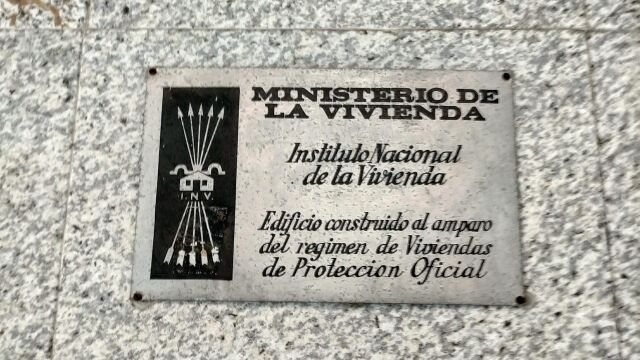 MINISTERIO DE
LA VIVIENDA
Instituto Nacional
de la Vivienda
I.N.V.
Edificio construido al amparo
del regimen de Viviendas
de Proteccion Oficial